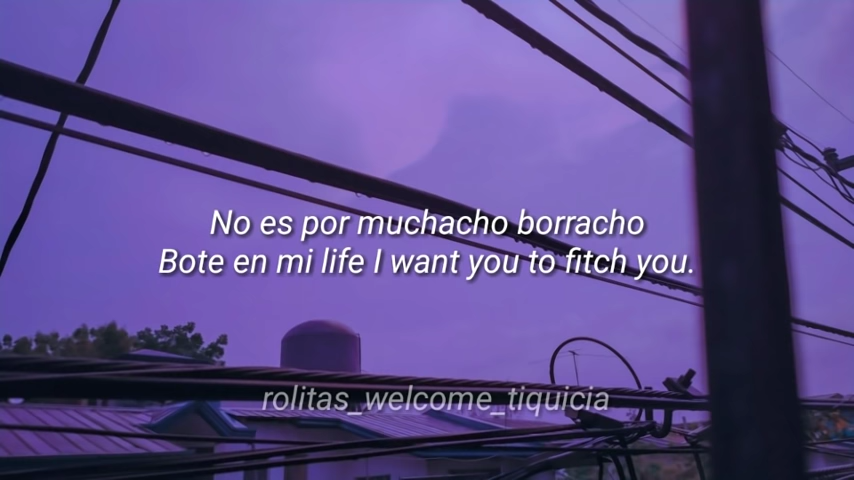 No es por muchacho borracho
Bote en mi life I want you to fitch you.
rolitas_welcome_tiquicia